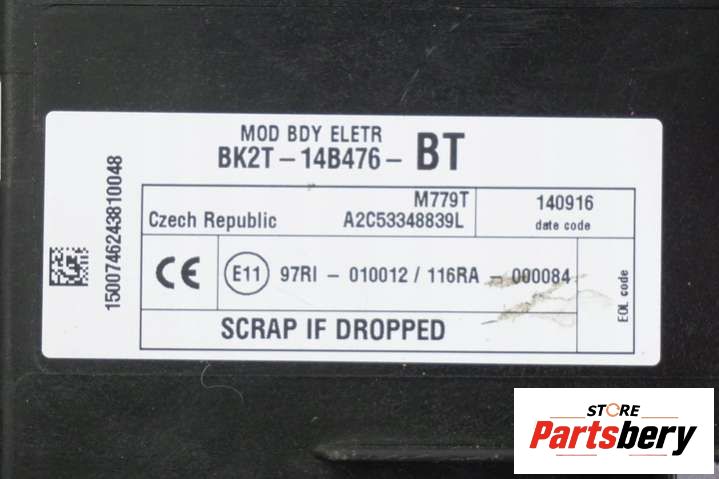 MOD BDY ELETR
BK2T-14B476- BT
M779T
Czech Republic A2C53348839L
140916
date code
CE E11 97RI - 010012 / 116RA - 000084
EOL code
SCRAP IF DROPPED
1500746243810048
STORE
Partsbery